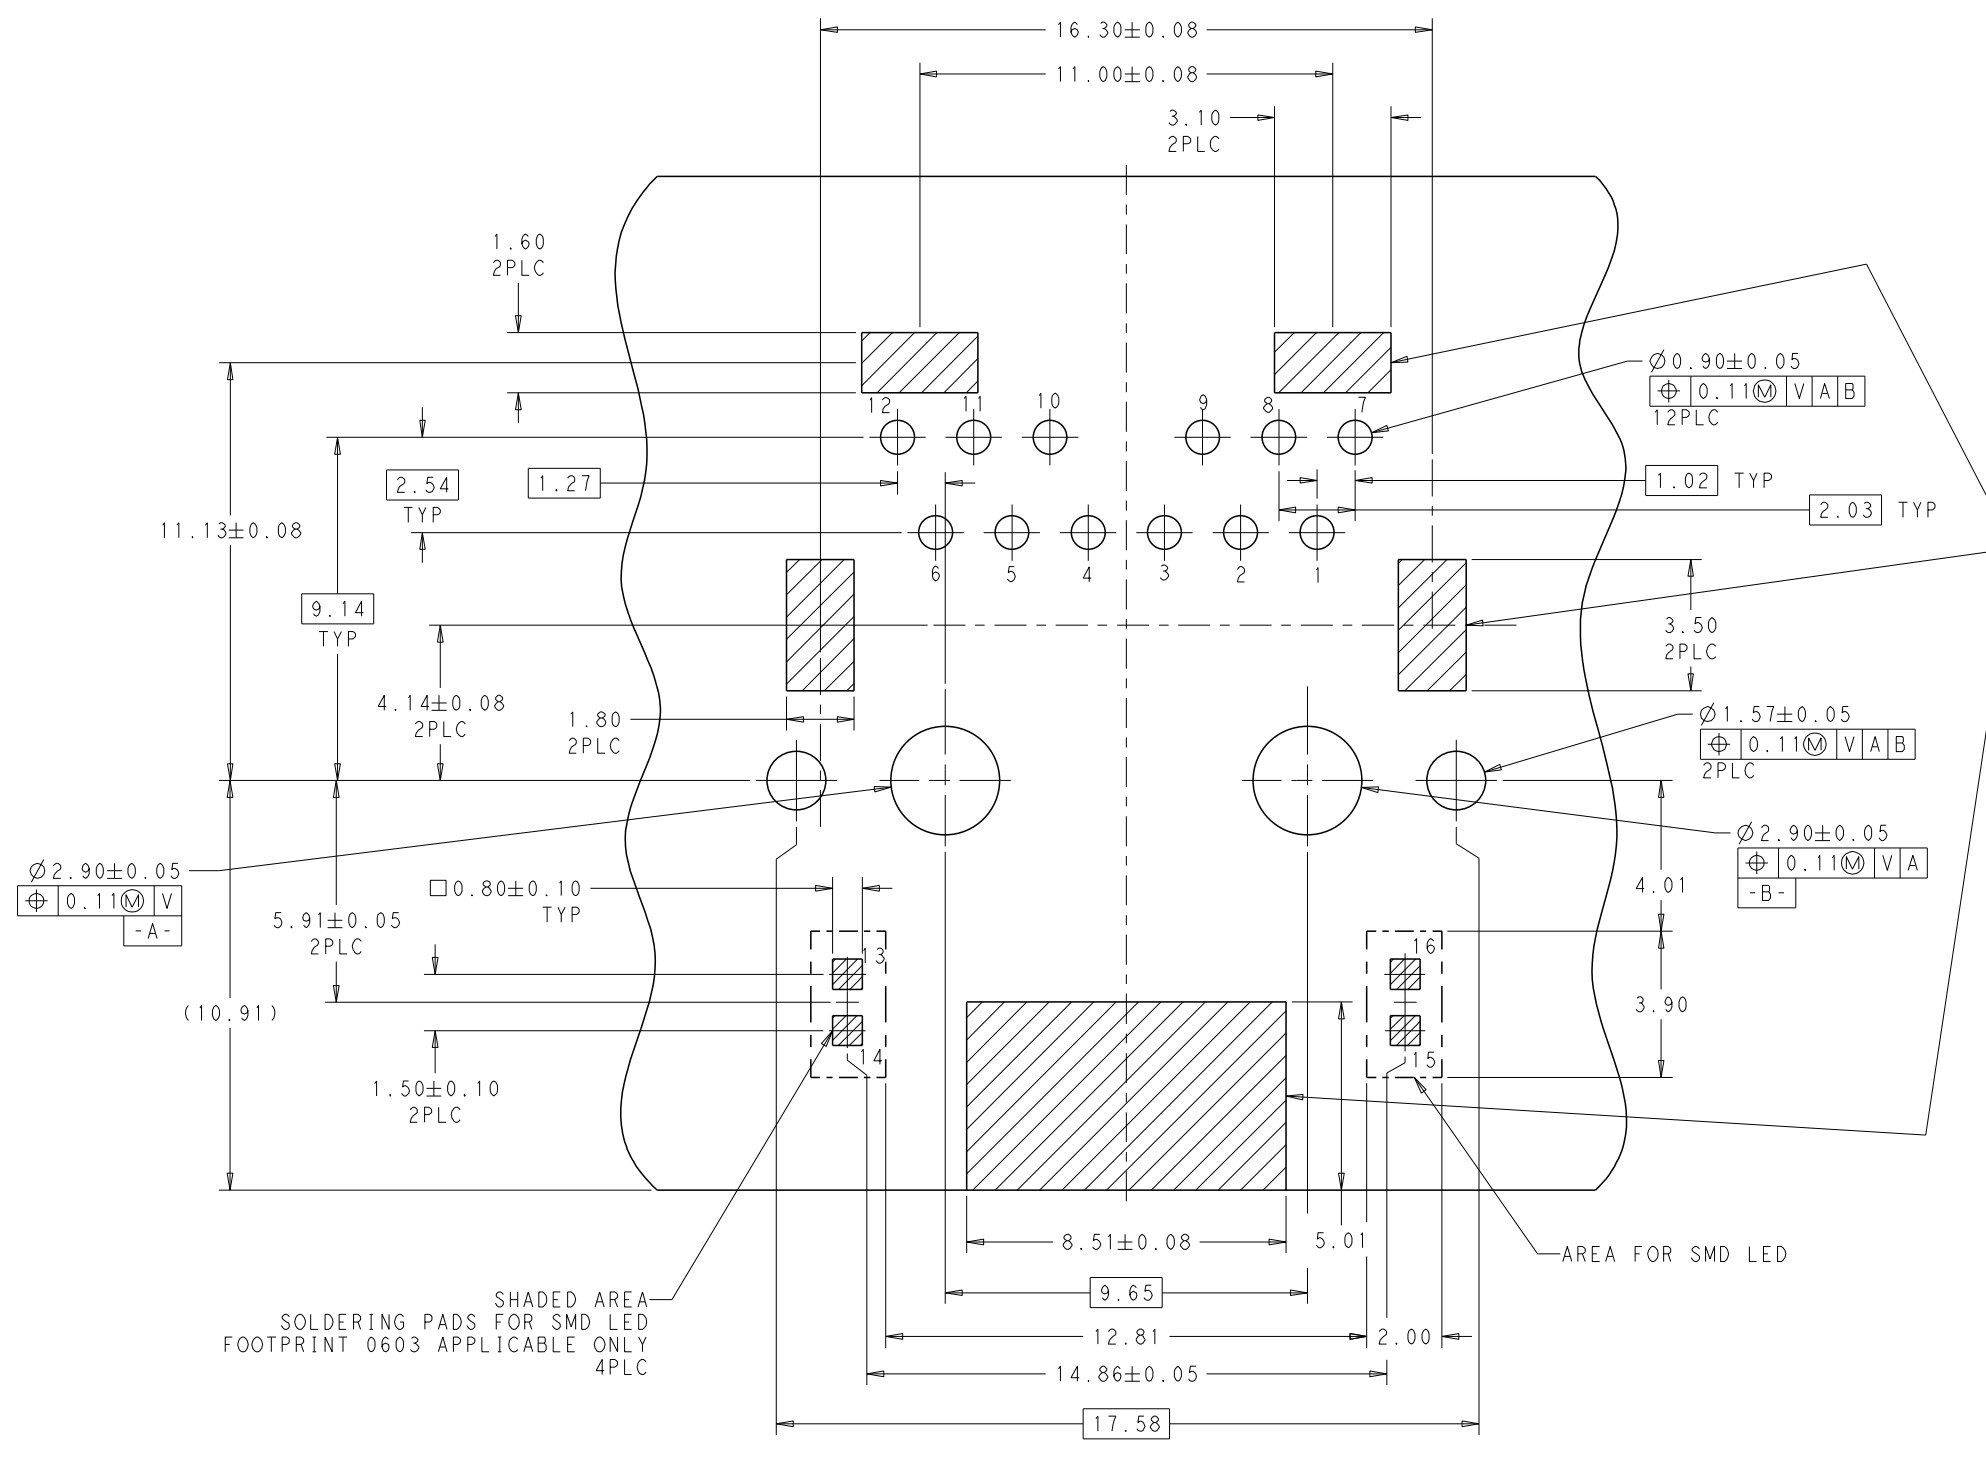 16.30±0.08
11.00±0.08
3.10
2PLC
1.60
2PLC
Ø0.90±0.05
⌖ 0.11Ⓜ V A B
12PLC
12
11
10
9
8
7
2.54
TYP
1.27
1.02 TYP
2.03 TYP
11.13±0.08
6
5
4
3
2
1
9.14
TYP
3.50
2PLC
4.14±0.08
2PLC
1.80
2PLC
Ø1.57±0.05
⌖ 0.11Ⓜ V A B
2PLC
Ø2.90±0.05
⌖ 0.11Ⓜ V A
-B-
Ø2.90±0.05
⌖ 0.11Ⓜ V
-A-
□0.80±0.10
TYP
4.01
5.91±0.05
2PLC
13
16
(10.91)
3.90
14
15
1.50±0.10
2PLC
8.51±0.08
5.01
AREA FOR SMD LED
9.65
SHADED AREA
SOLDERING PADS FOR SMD LED
FOOTPRINT 0603 APPLICABLE ONLY
4PLC
12.81
2.00
14.86±0.05
17.58